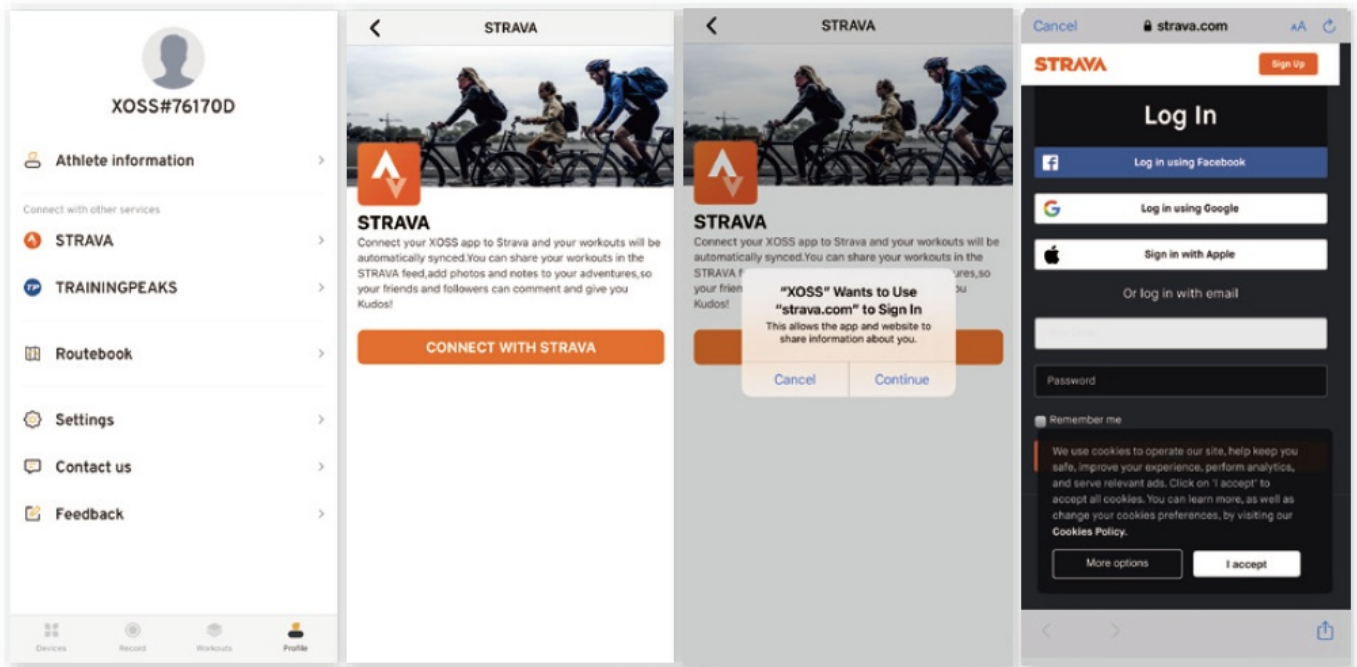 XOSS#76170D
Athlete information
Connect with other services
STRAVA
TP TRAININGPEAKS
Routebook
Settings
Contact us
Feedback
Devices
Record
Workouts
Profile
STRAVA
STRAVA
Connect your XOSS app to Strava and your workouts will be
automatically synced.You can share your workouts in the
STRAVA feed,add photos and notes to your adventures,so
your friends and followers can comment and give you
Kudos!
CONNECT WITH STRAVA
STRAVA
STRAVA
Connect your XOSS app to Strava and your workouts will be
automatically synced.You can share your workouts in the
STRAVA f ures,so
your frien ou
Kudos!
"XOSS" Wants to Use
"strava.com" to Sign In
This allows the app and website to
share information about you.
Cancel Continue
Cancel strava.com AA
STRAVA Sign Up
Log In
Log in using Facebook
Log in using Google
Sign in with Apple
Or log in with email
Password
Remember me
We use cookies to operate our site, help keep you
safe, improve your experience, perform analytics,
and serve relevant ads. Click on 'I accept' to
accept all cookies. You can learn more, as well as
change your cookies preferences, by visiting our
Cookies Policy.
More options I accept